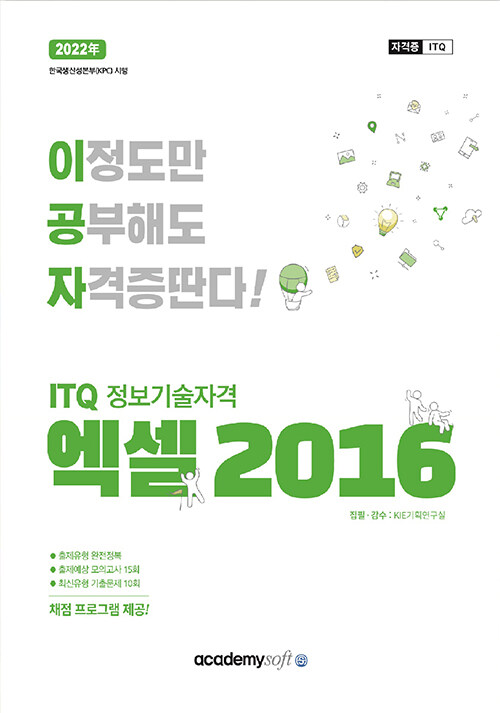 2022年
자격증 ITQ
한국생산성본부(KPC) 시행
이정도만
공부해도
자격증딴다!
ITQ 정보기술자격
엑셀 2016
집필·감수 : KIE기획연구실
● 출제유형 완전정복
● 출제예상 모의고사 15회
● 최신유형 기출문제 10회
채점 프로그램 제공!
academysoft